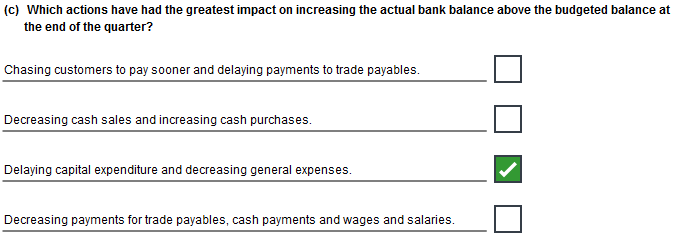 (c) Which actions have had the greatest impact on increasing the actual bank balance above the budgeted balance at
the end of the quarter?
Chasing customers to pay sooner and delaying payments to trade payables.
Decreasing cash sales and increasing cash purchases.
Delaying capital expenditure and decreasing general expenses.
Decreasing payments for trade payables, cash payments and wages and salaries.